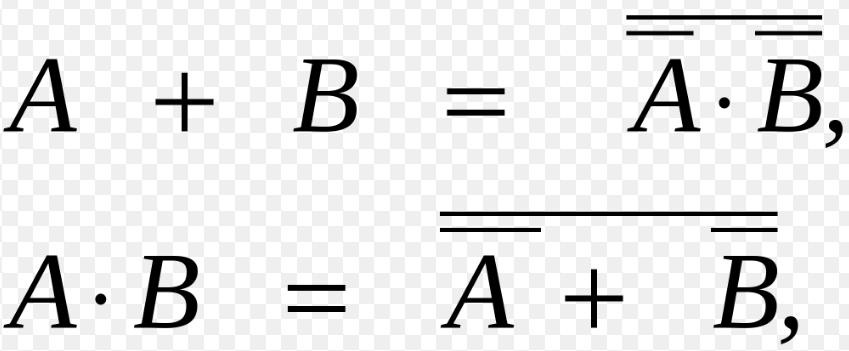 $A + B = \overline{\overline{A} \cdot \overline{B}},$
$A \cdot B = \overline{\overline{A} + \overline{B}},$